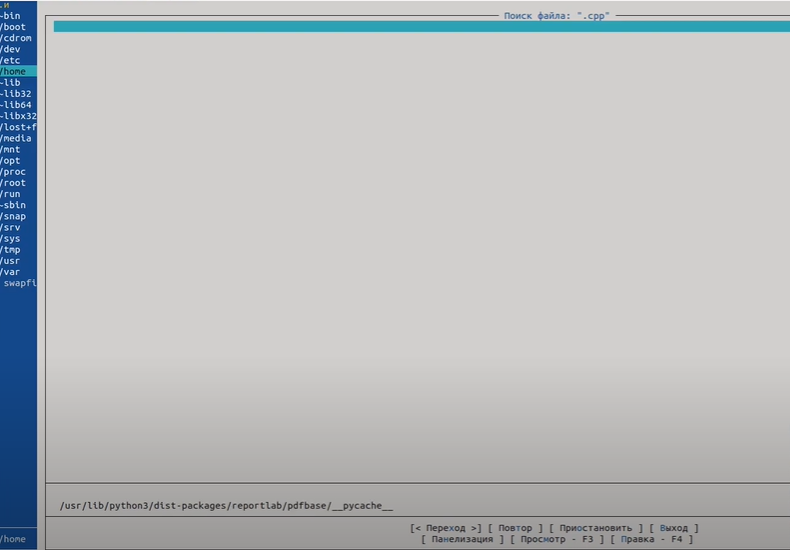 .и
~bin
/boot
/cdrom
/dev
/etc
/home
~lib
~lib32
~lib64
~libx32
/lost+f
/media
/mnt
/opt
/proc
/root
/run
~sbin
/snap
/srv
/sys
/tmp
/usr
/var
swapfi
/home
Поиск файла: ".cpp"
/usr/lib/python3/dist-packages/reportlab/pdfbase/__pycache__
[< Переход >] [ Повтор ] [ Приостановить ] [ Выход ]
[ Панелизация ] [ Просмотр - F3 ] [ Правка - F4 ]